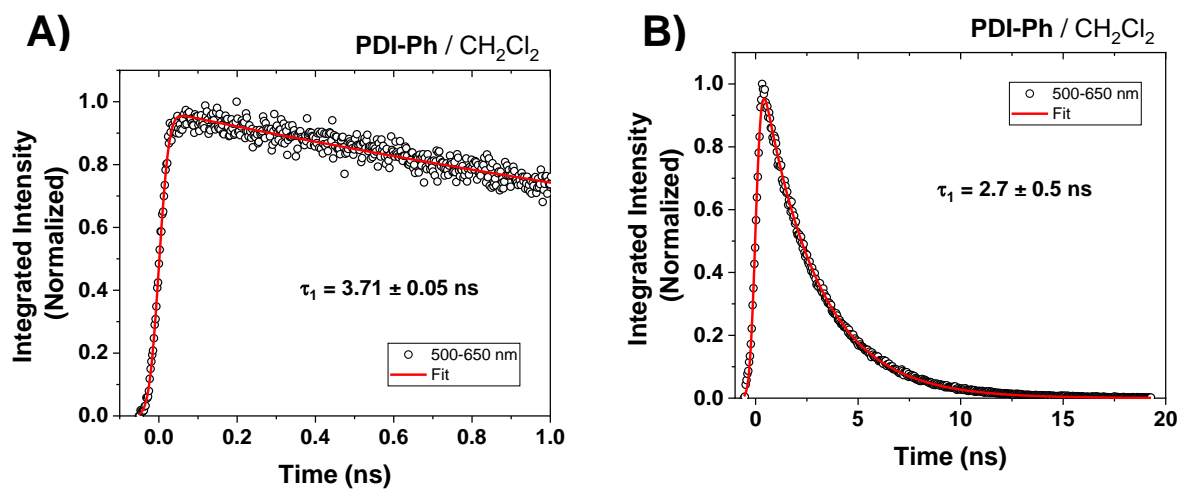 A)
PDI-Ph / CH₂Cl₂
Integrated Intensity
(Normalized)
1.0
0.8
0.6
0.4
0.2
0.0
τ₁ = 3.71 ± 0.05 ns
500-650 nm
Fit
0.0 0.2 0.4 0.6 0.8 1.0
Time (ns)
B)
PDI-Ph / CH₂Cl₂
Integrated Intensity
(Normalized)
1.0
0.8
0.6
0.4
0.2
0.0
500-650 nm
Fit
τ₁ = 2.7 ± 0.5 ns
0 5 10 15 20
Time (ns)